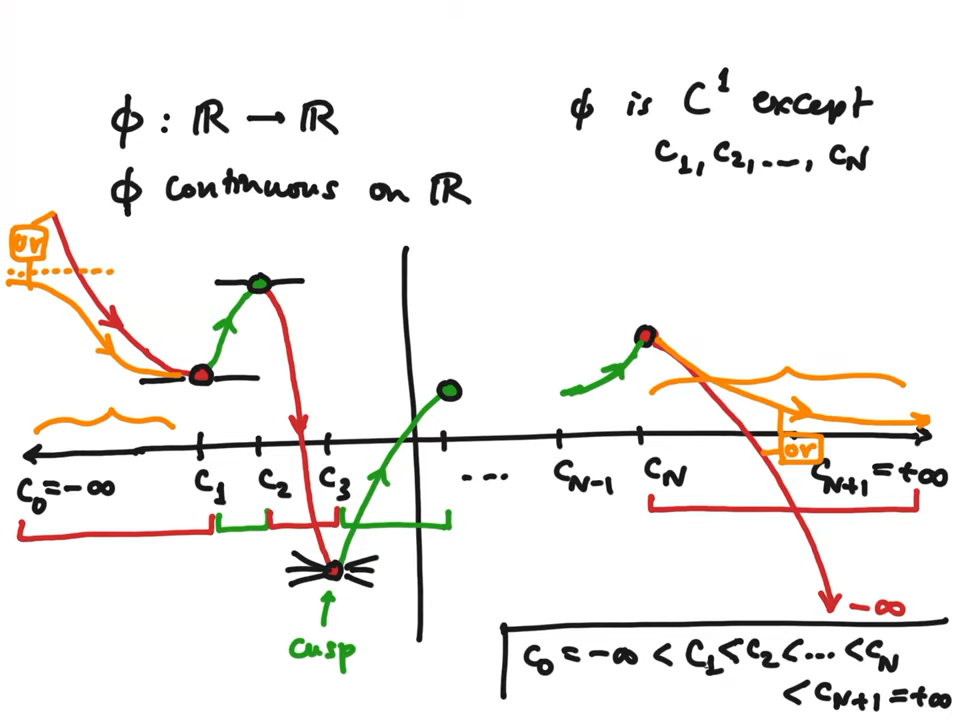 ϕ : ℝ → ℝ
ϕ continuous on ℝ
ϕ is C¹ except
c₁, c₂, ..., c_N
or
c₀ = -∞
c₁
c₂
c₃
...
c_{N-1}
c_N
or
c_{N+1} = +∞
cusp
-∞
c₀ = -∞ < c₁ < c₂ < ... < c_N
< c_{N+1} = +∞